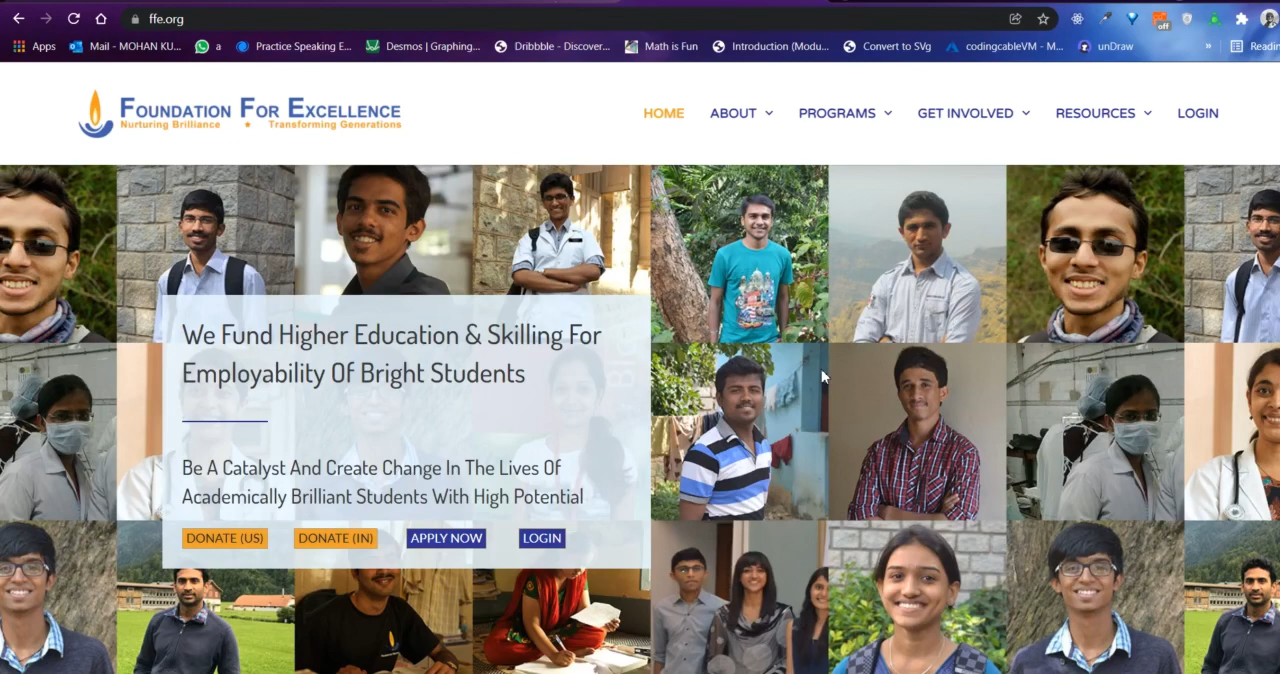 ffe.org
off
Apps
Mail - MOHAN KU...
a
Practice Speaking E...
Desmos | Graphing...
Dribbble - Discover...
Math is Fun
Introduction (Modu...
Convert to SVg
codingcableVM - M...
unDraw
»
Readin
FOUNDATION FOR EXCELLENCE
Nurturing Brilliance ★ Transforming Generations
HOME
ABOUT
PROGRAMS
GET INVOLVED
RESOURCES
LOGIN
We Fund Higher Education & Skilling For
Employability Of Bright Students
Be A Catalyst And Create Change In The Lives Of
Academically Brilliant Students With High Potential
DONATE (US)
DONATE (IN)
APPLY NOW
LOGIN